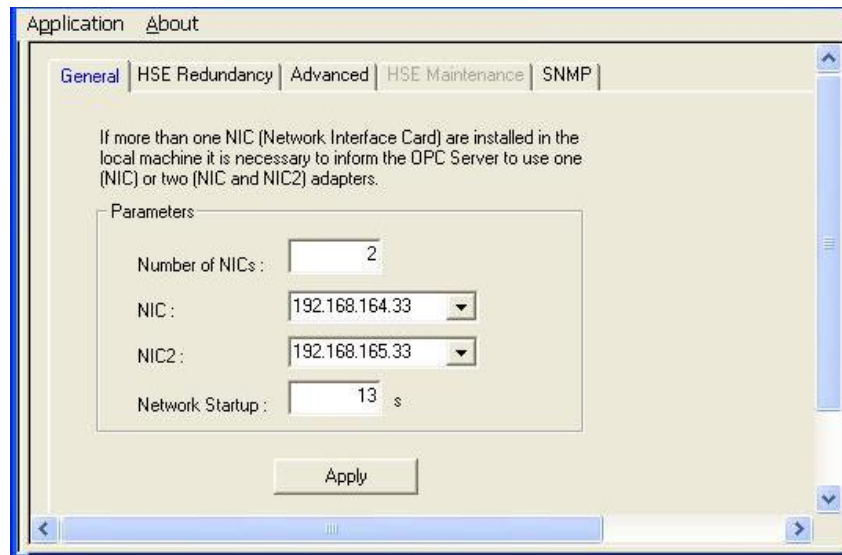 Application About
General HSE Redundancy Advanced HSE Maintenance SNMP
If more than one NIC (Network Interface Card) are installed in the
local machine it is necessary to inform the OPC Server to use one
(NIC) or two (NIC and NIC2) adapters.
Parameters
Number of NICs : 2
NIC : 192.168.164.33
NIC2 : 192.168.165.33
Network Startup : 13 s
Apply